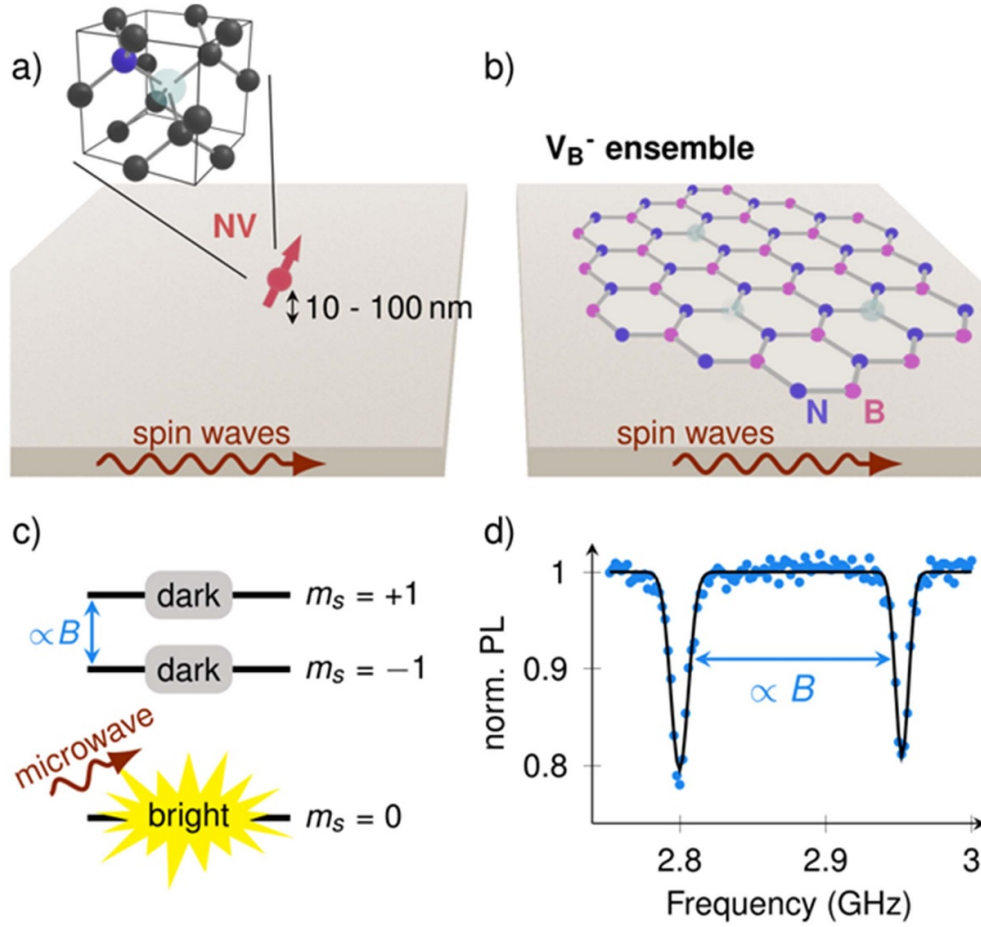 a)
NV
10 - 100 nm
spin waves
b)
V_B^- ensemble
N B
spin waves
c)
dark m_s = +1
∝ B
dark m_s = −1
microwave
bright m_s = 0
d)
norm. PL
1
0.9
0.8
∝ B
2.8 2.9 3
Frequency (GHz)